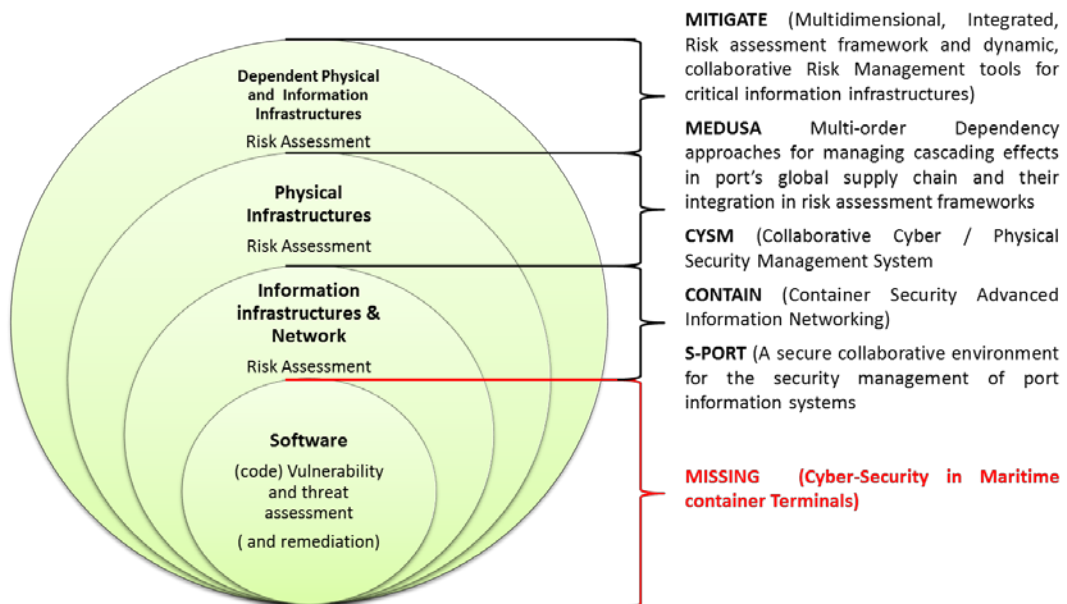 Dependent Physical
and Information
Infrastructures
Risk Assessment
Physical
Infrastructures
Risk Assessment
Information
infrastructures &
Network
Risk Assessment
Software
(code) Vulnerability
and threat
assessment
( and remediation)
MITIGATE (Multidimensional, Integrated,
Risk assessment framework and dynamic,
collaborative Risk Management tools for
critical information infrastructures)
MEDUSA Multi-order Dependency
approaches for managing cascading effects
in port's global supply chain and their
integration in risk assessment frameworks
CYSM (Collaborative Cyber / Physical
Security Management System
CONTAIN (Container Security Advanced
Information Networking)
S-PORT (A secure collaborative environment
for the security management of port
information systems
MISSING (Cyber-Security in Maritime
container Terminals)